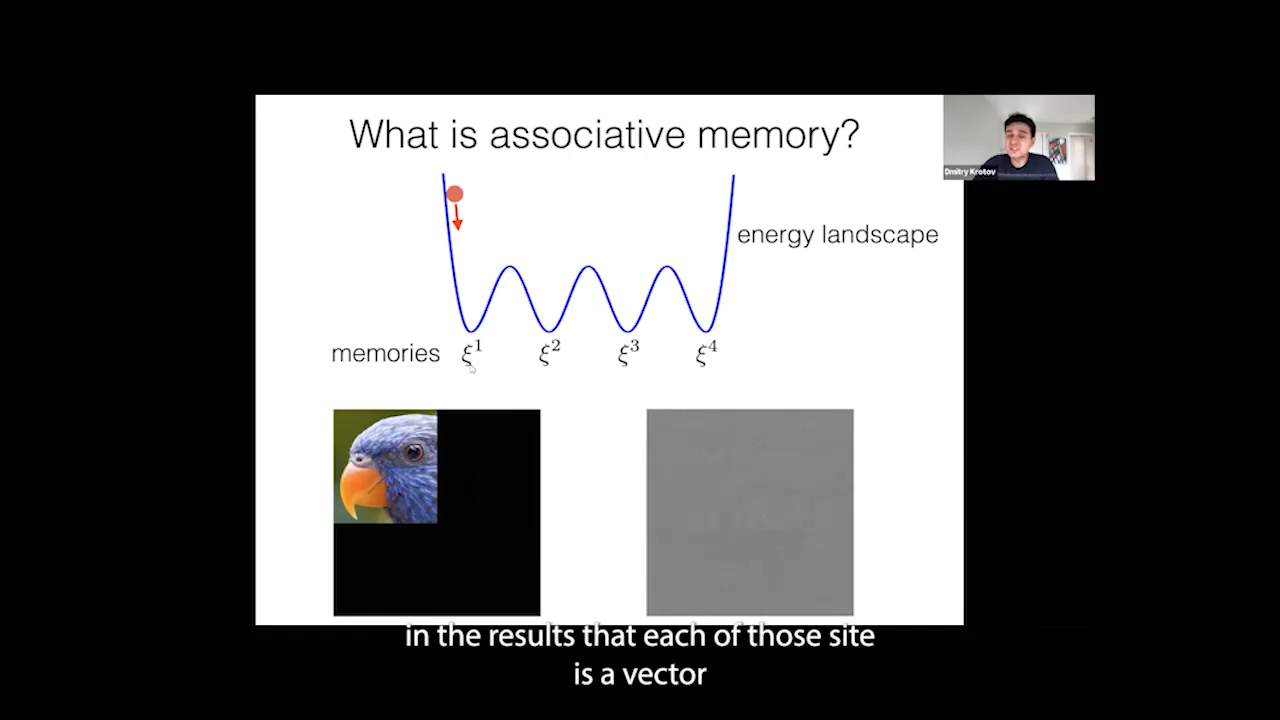 What is associative memory?
Dmitry Krotov
energy landscape
memories ξ¹ ξ² ξ³ ξ⁴
in the results that each of those site
is a vector